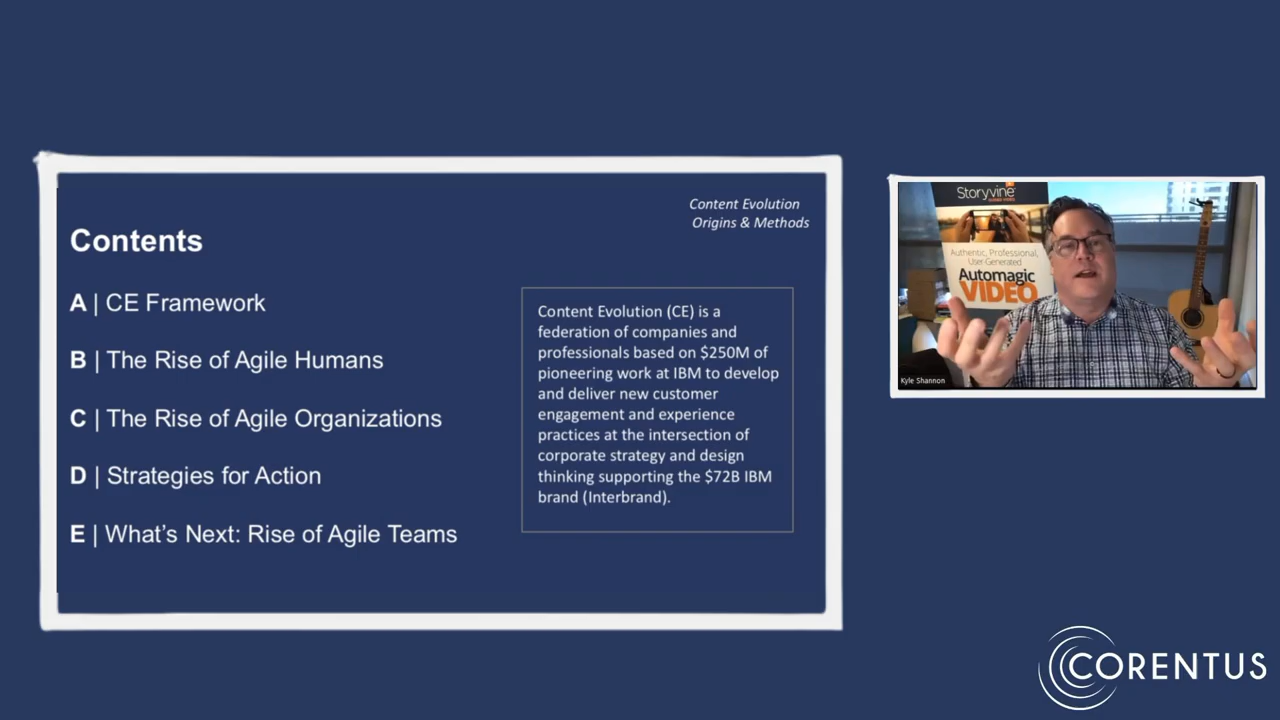 Content Evolution
Origins & Methods
Contents
A | CE Framework
B | The Rise of Agile Humans
C | The Rise of Agile Organizations
D | Strategies for Action
E | What’s Next: Rise of Agile Teams
Content Evolution (CE) is a
federation of companies and
professionals based on $250M of
pioneering work at IBM to develop
and deliver new customer
engagement and experience
practices at the intersection of
corporate strategy and design
thinking supporting the $72B IBM
brand (Interbrand).
Storyvine
Authentic, Professional,
User-Generated
Automagic
VIDEO
Kyle Shannon
CORENTUS